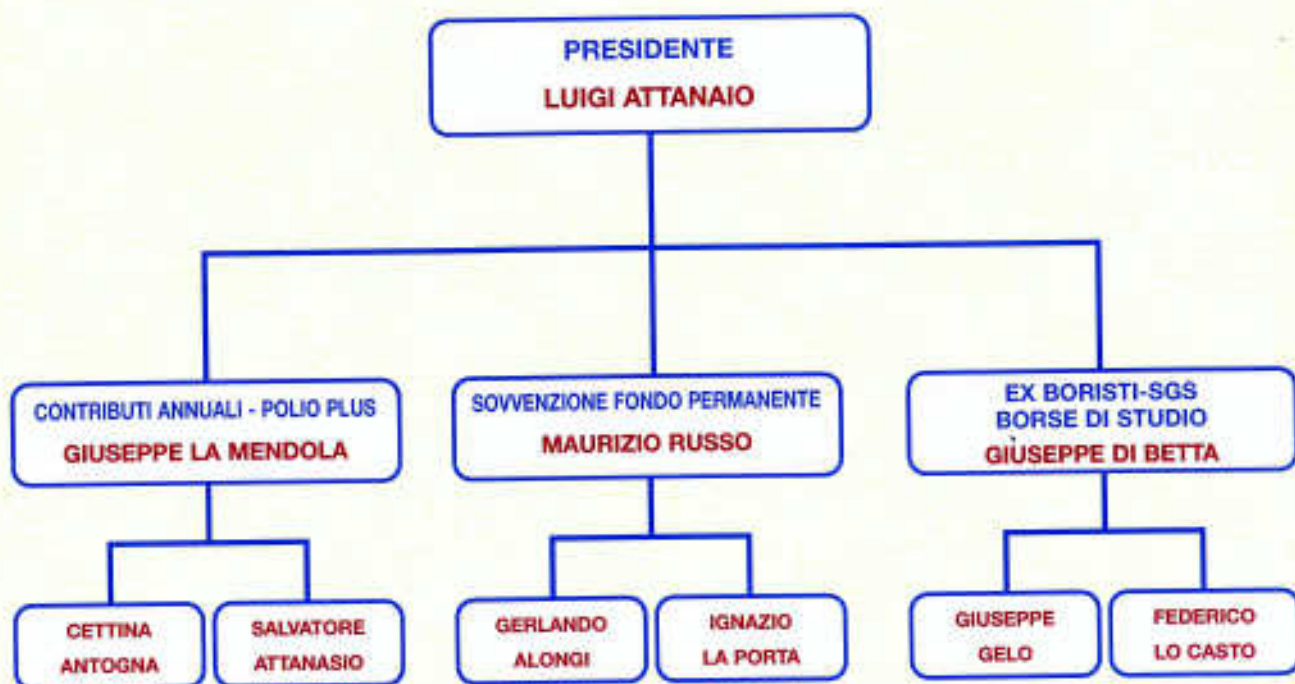 PRESIDENTE
LUIGI ATTANAIO
CONTRIBUTI ANNUALI - POLIO PLUS
GIUSEPPE LA MENDOLA
SOVVENZIONE FONDO PERMANENTE
MAURIZIO RUSSO
EX BORISTI-SGS
BORSE DI STUDIO
GIUSEPPE DI BETTA
CETTINA
ANTOGNA
SALVATORE
ATTANASIO
GERLANDO
ALONGI
IGNAZIO
LA PORTA
GIUSEPPE
GELO
FEDERICO
LO CASTO